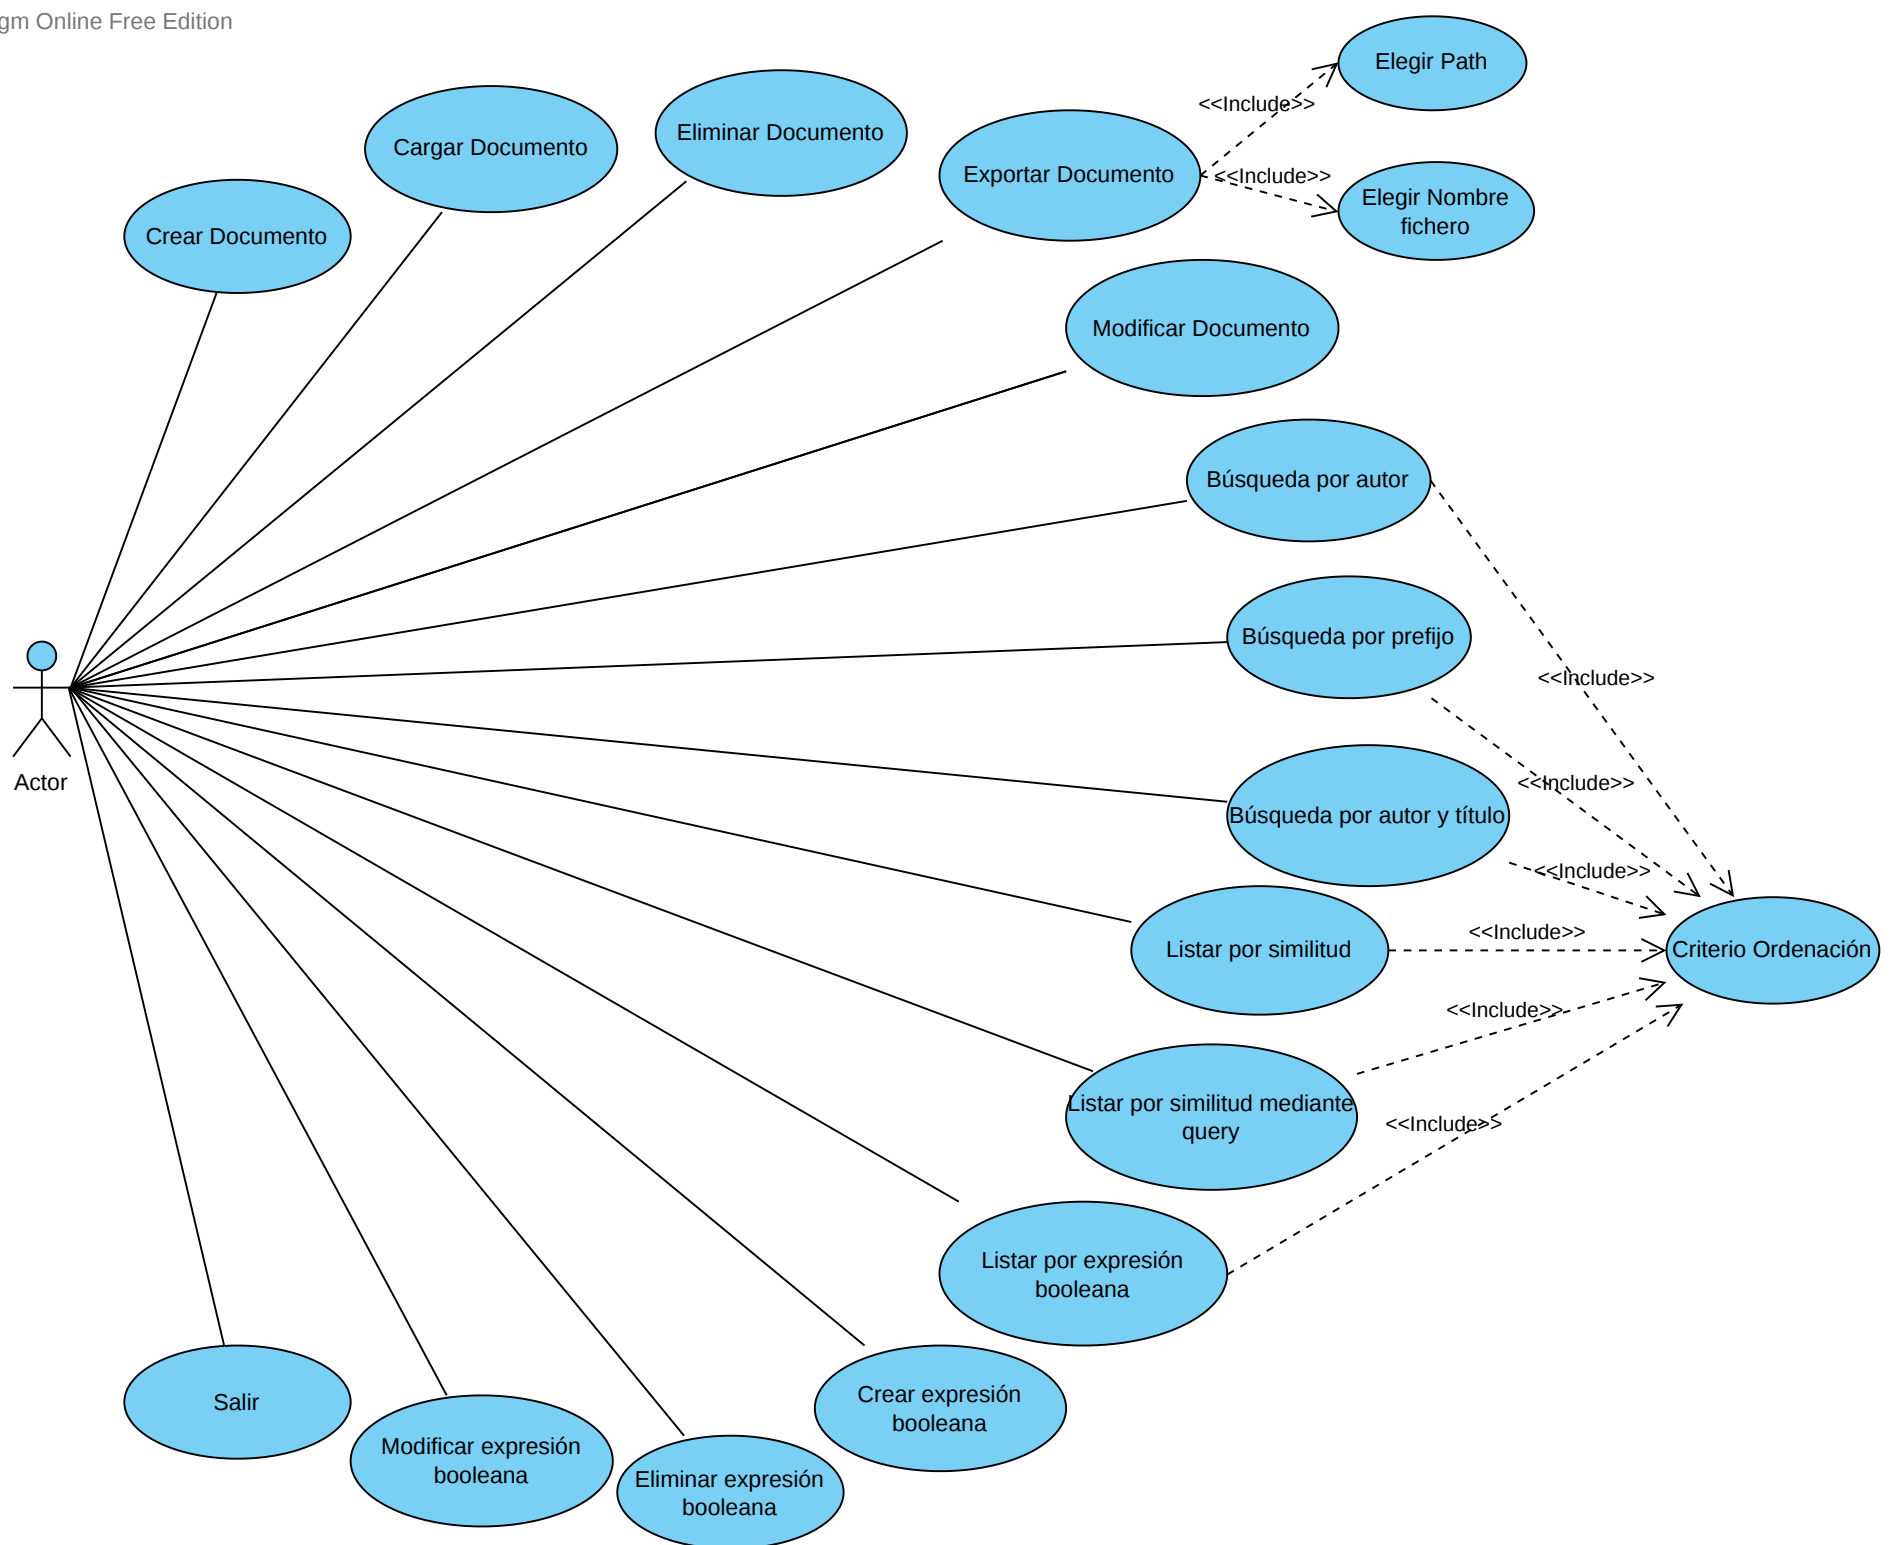 gm Online Free Edition
Elegir Path
<<Include>>
Eliminar Documento
Cargar Documento
Exportar Documento
<<Include>>
Elegir Nombre
fichero
Crear Documento
Modificar Documento
Búsqueda por autor
Búsqueda por prefijo
<<Include>>
Actor
<<Include>>
Búsqueda por autor y título
<<Include>>
<<Include>>
Listar por similitud
Criterio Ordenación
<<Include>>
Listar por similitud mediante
query
<<Include>>
Listar por expresión
booleana
Crear expresión
booleana
Salir
Modificar expresión
booleana
Eliminar expresión
booleana